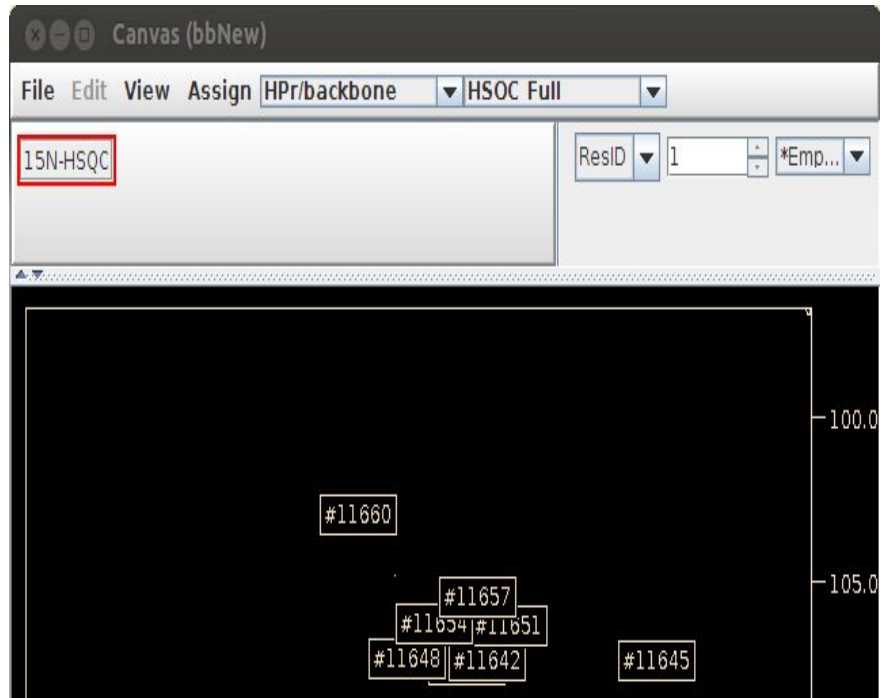 Canvas (bbNew)
File Edit View Assign HPr/backbone HSQC Full
15N-HSQC ResID 1 *Emp...
100.0
#11660
105.0
#11657
#11654 #11651
#11648 #11642 #11645